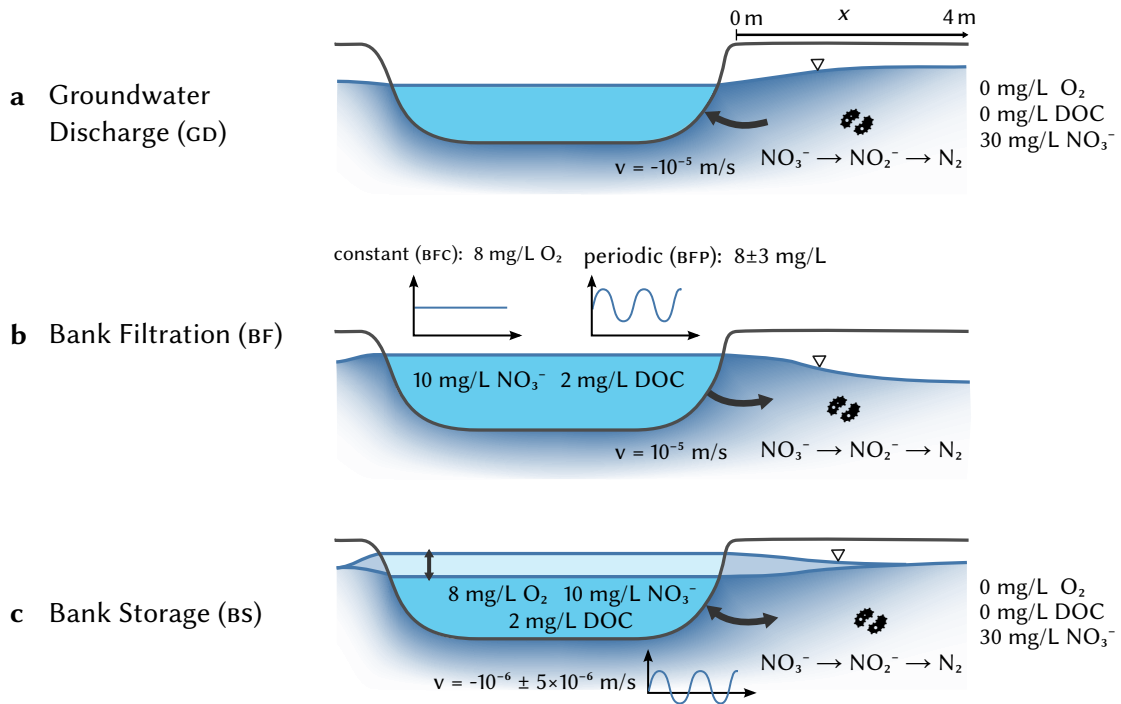 0 m x 4 m
a Groundwater
Discharge (GD)
0 mg/L O₂
0 mg/L DOC
30 mg/L NO₃⁻
NO₃⁻ → NO₂⁻ → N₂
v = -10⁻⁵ m/s
constant (BFC): 8 mg/L O₂ periodic (BFP): 8±3 mg/L
b Bank Filtration (BF)
10 mg/L NO₃⁻ 2 mg/L DOC
v = 10⁻⁵ m/s
NO₃⁻ → NO₂⁻ → N₂
c Bank Storage (BS)
8 mg/L O₂ 10 mg/L NO₃⁻
2 mg/L DOC
0 mg/L O₂
0 mg/L DOC
30 mg/L NO₃⁻
NO₃⁻ → NO₂⁻ → N₂
v = -10⁻⁶ ± 5×10⁻⁶ m/s